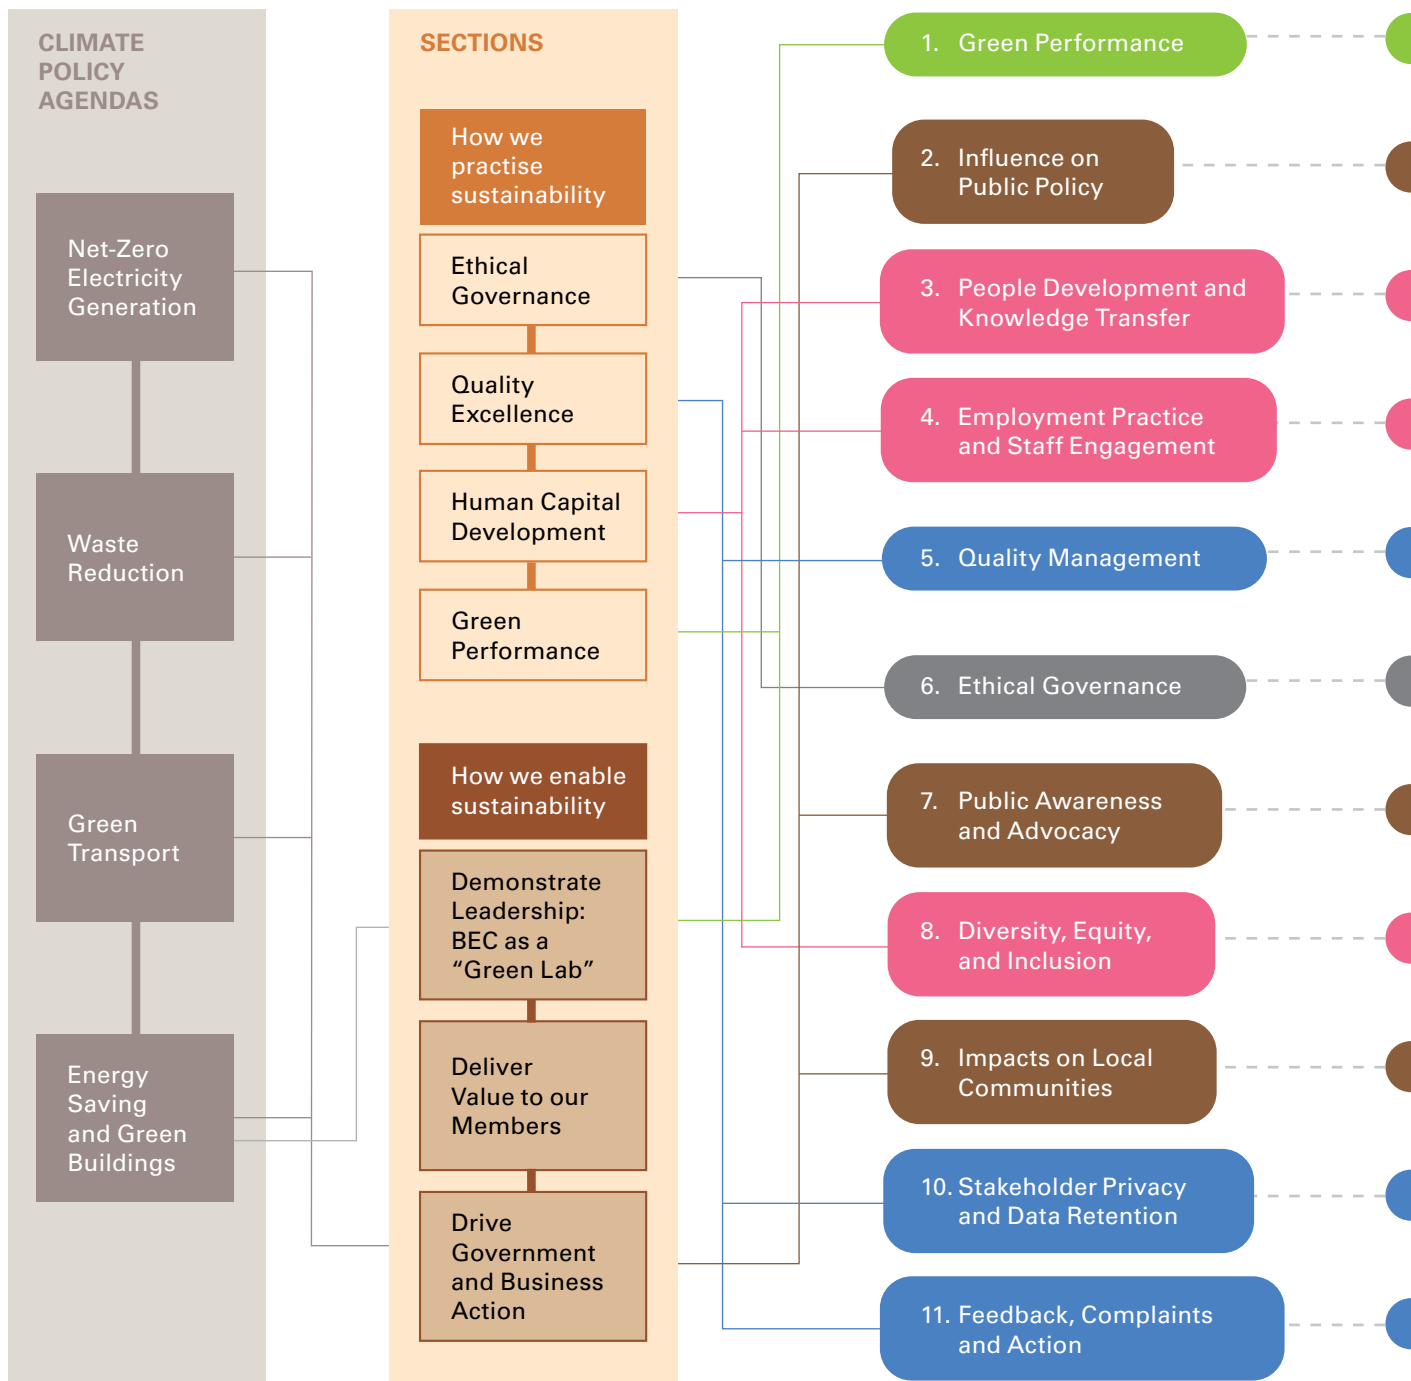 CLIMATE
POLICY
AGENDAS
Net-Zero
Electricity
Generation
Waste
Reduction
Green
Transport
Energy
Saving
and Green
Buildings
SECTIONS
How we
practise
sustainability
Ethical
Governance
Quality
Excellence
Human Capital
Development
Green
Performance
How we enable
sustainability
Demonstrate
Leadership:
BEC as a
“Green Lab”
Deliver
Value to our
Members
Drive
Government
and Business
Action
1. Green Performance
2. Influence on
Public Policy
3. People Development and
Knowledge Transfer
4. Employment Practice
and Staff Engagement
5. Quality Management
6. Ethical Governance
7. Public Awareness
and Advocacy
8. Diversity, Equity,
and Inclusion
9. Impacts on Local
Communities
10. Stakeholder Privacy
and Data Retention
11. Feedback, Complaints
and Action